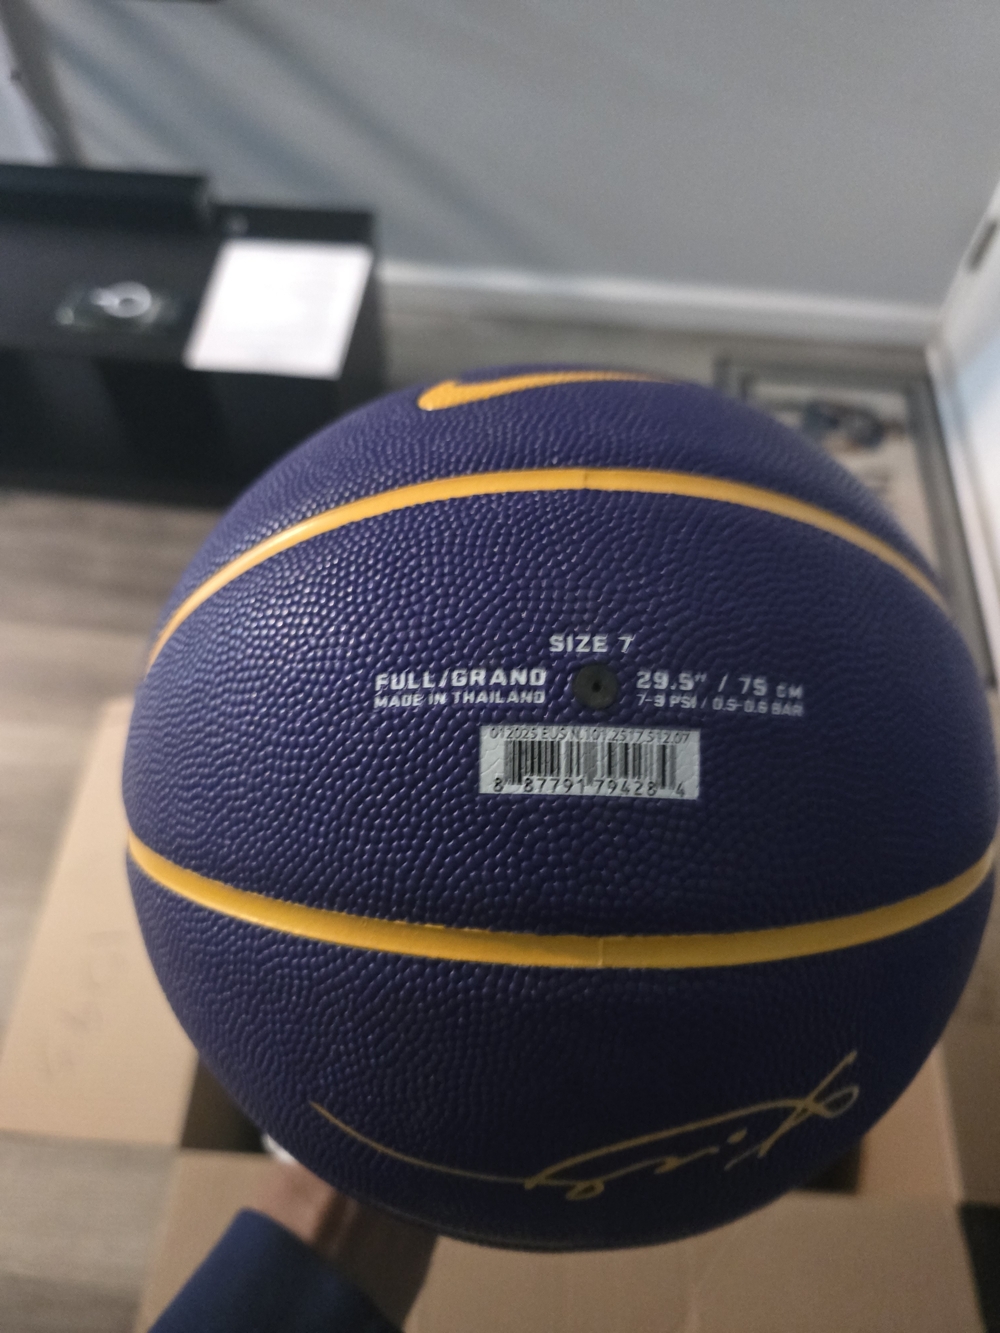 SIZE 7
FULL/GRAND
MADE IN THAILAND
29.5" / 75 CM
7-9 PSI / 0.5-0.6 BAR
8 87791 79428 4